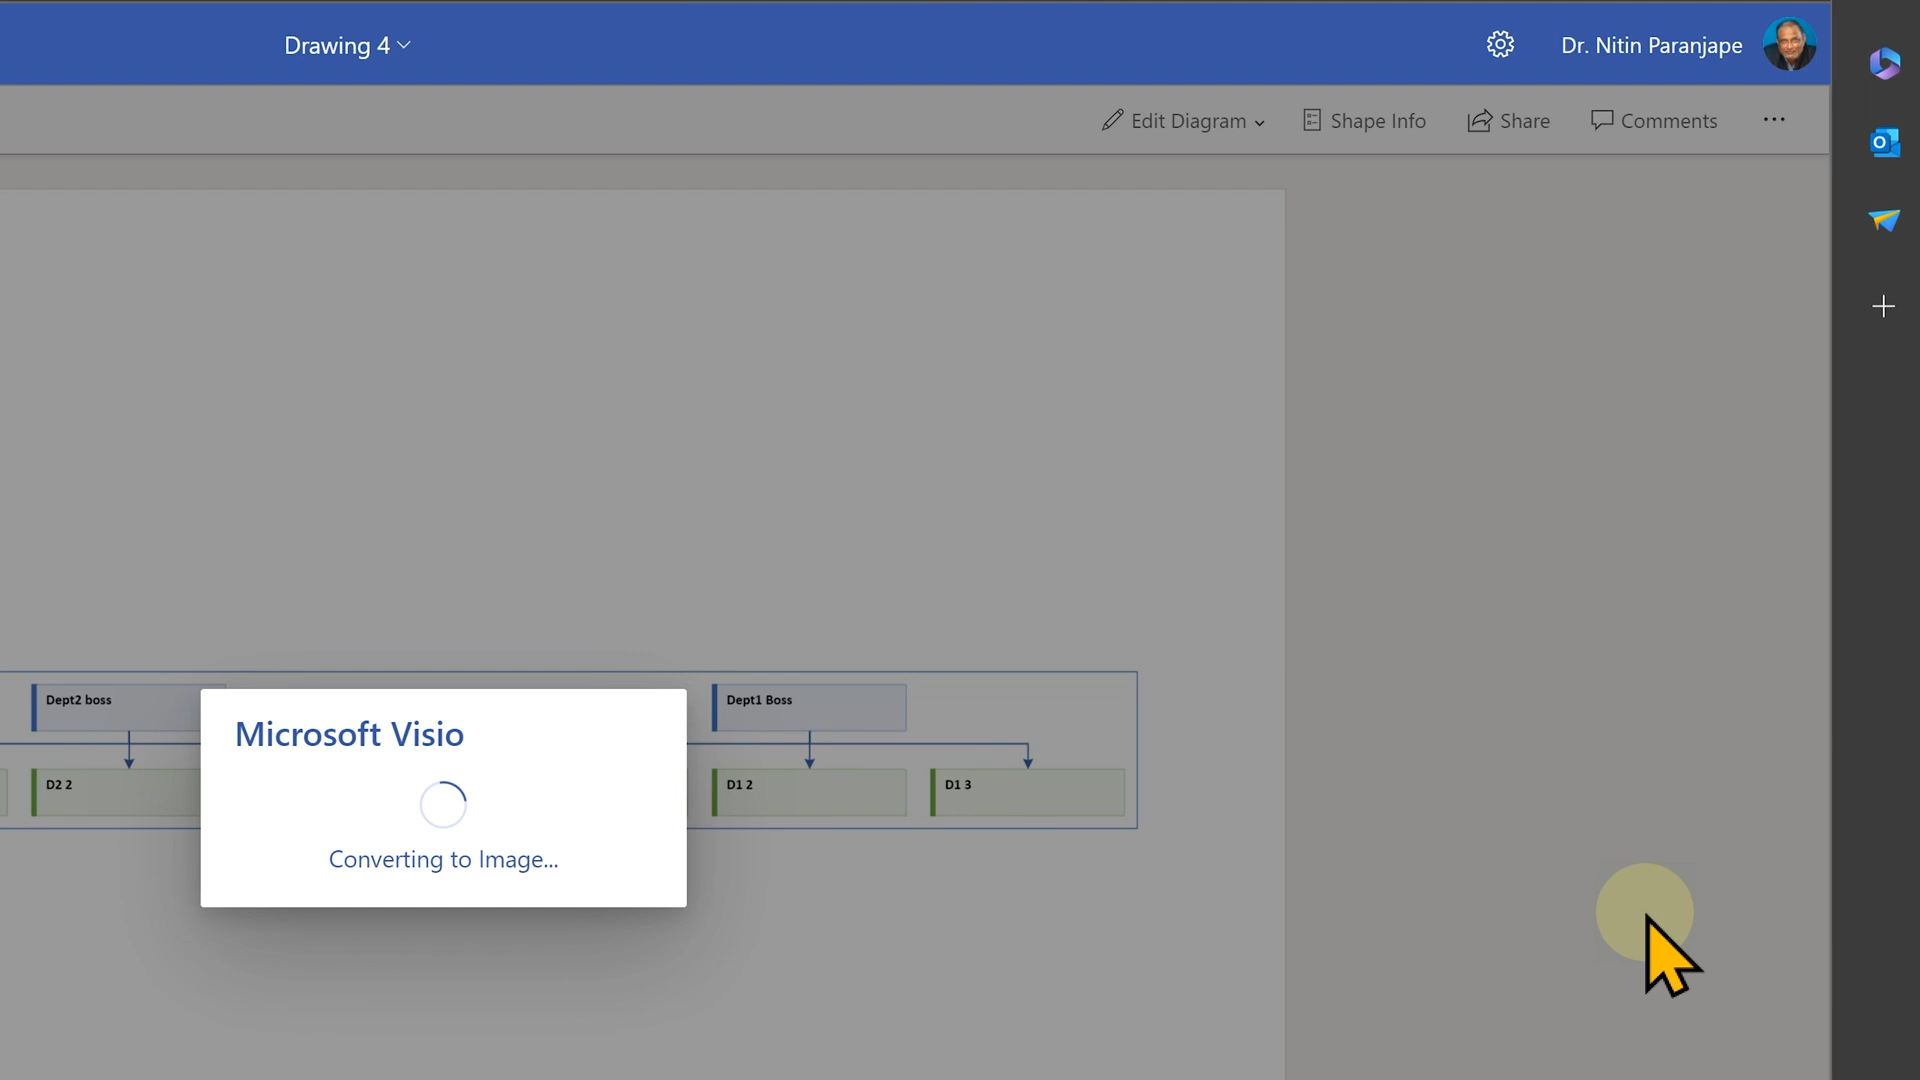 Drawing 4
Dr. Nitin Paranjape
Edit Diagram
Shape Info
Share
Comments
Dept2 boss
Dept1 Boss
D2 2
D1 2
D1 3
Microsoft Visio
Converting to Image...